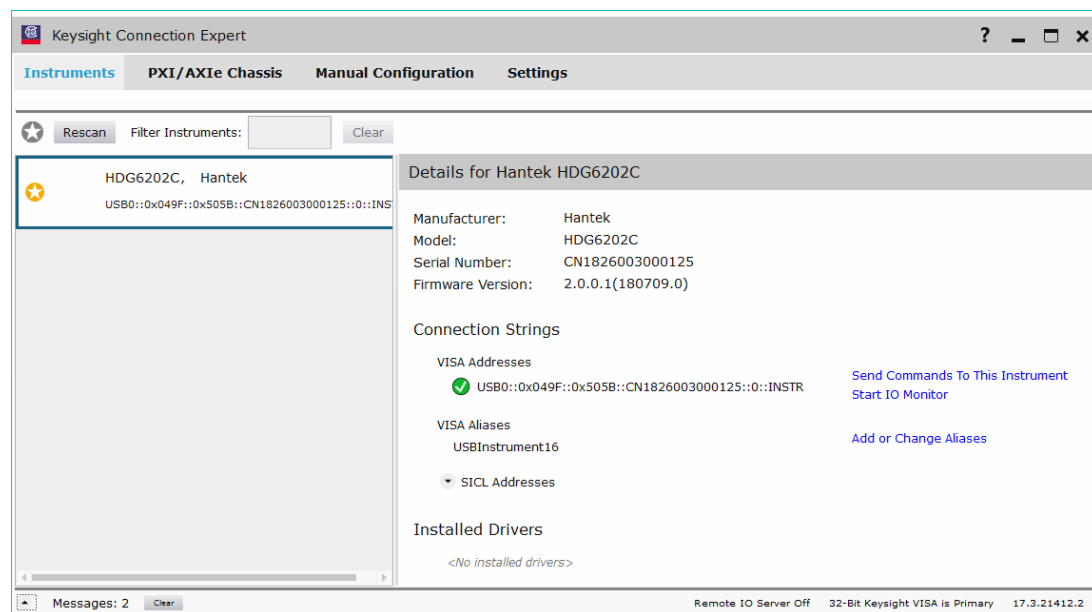 Keysight Connection Expert ?
Instruments PXI/AXIe Chassis Manual Configuration Settings
Rescan Filter Instruments: Clear
HDG6202C, Hantek
USB0::0x049F::0x505B::CN1826003000125::0::INS
Details for Hantek HDG6202C
Manufacturer: Hantek
Model: HDG6202C
Serial Number: CN1826003000125
Firmware Version: 2.0.0.1(180709.0)
Connection Strings
VISA Addresses
USB0::0x049F::0x505B::CN1826003000125::0::INSTR
Send Commands To This Instrument
Start IO Monitor
VISA Aliases
USBInstrument16
Add or Change Aliases
SICL Addresses
Installed Drivers
<No installed drivers>
Messages: 2 Clear Remote IO Server Off 32-Bit Keysight VISA is Primary 17.3.21412.2